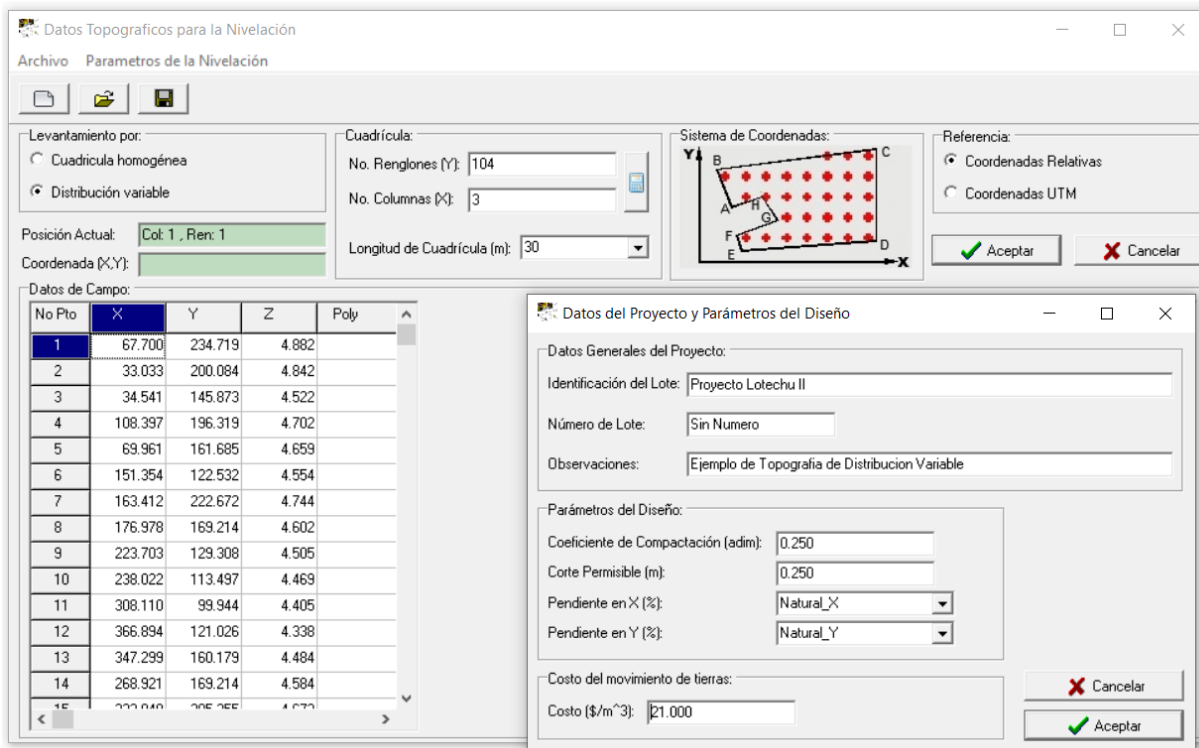 Datos Topograficos para la Nivelación
Archivo Parametros de la Nivelación
Levantamiento por:
Cuadricula homogénea
Distribución variable
Posición Actual: Col: 1 , Ren: 1
Coordenada (X,Y):
Cuadrícula:
No. Renglones (Y): 104
No. Columnas (X): 3
Longitud de Cuadrícula (m): 30
Sistema de Coordenadas:
Y
B
C
A
H
G
F
E
D
X
Referencia:
Coordenadas Relativas
Coordenadas UTM
Aceptar Cancelar
Datos de Campo:
No Pto X Y Z Poly
1 67.700 234.719 4.882
2 33.033 200.084 4.842
3 34.541 145.873 4.522
4 108.397 196.319 4.702
5 69.961 161.685 4.659
6 151.354 122.532 4.554
7 163.412 222.672 4.744
8 176.978 169.214 4.602
9 223.703 129.308 4.505
10 238.022 113.497 4.469
11 308.110 99.944 4.405
12 366.894 121.026 4.338
13 347.299 160.179 4.484
14 268.921 169.214 4.584
Datos del Proyecto y Parámetros del Diseño
Datos Generales del Proyecto:
Identificación del Lote: Proyecto Lotechu II
Número de Lote: Sin Numero
Observaciones: Ejemplo de Topografia de Distribucion Variable
Parámetros del Diseño:
Coeficiente de Compactación (adim): 0.250
Corte Permisible (m): 0.250
Pendiente en X (%): Natural_X
Pendiente en Y (%): Natural_Y
Costo del movimiento de tierras:
Costo ($/m^3): 21.000
Cancelar
Aceptar